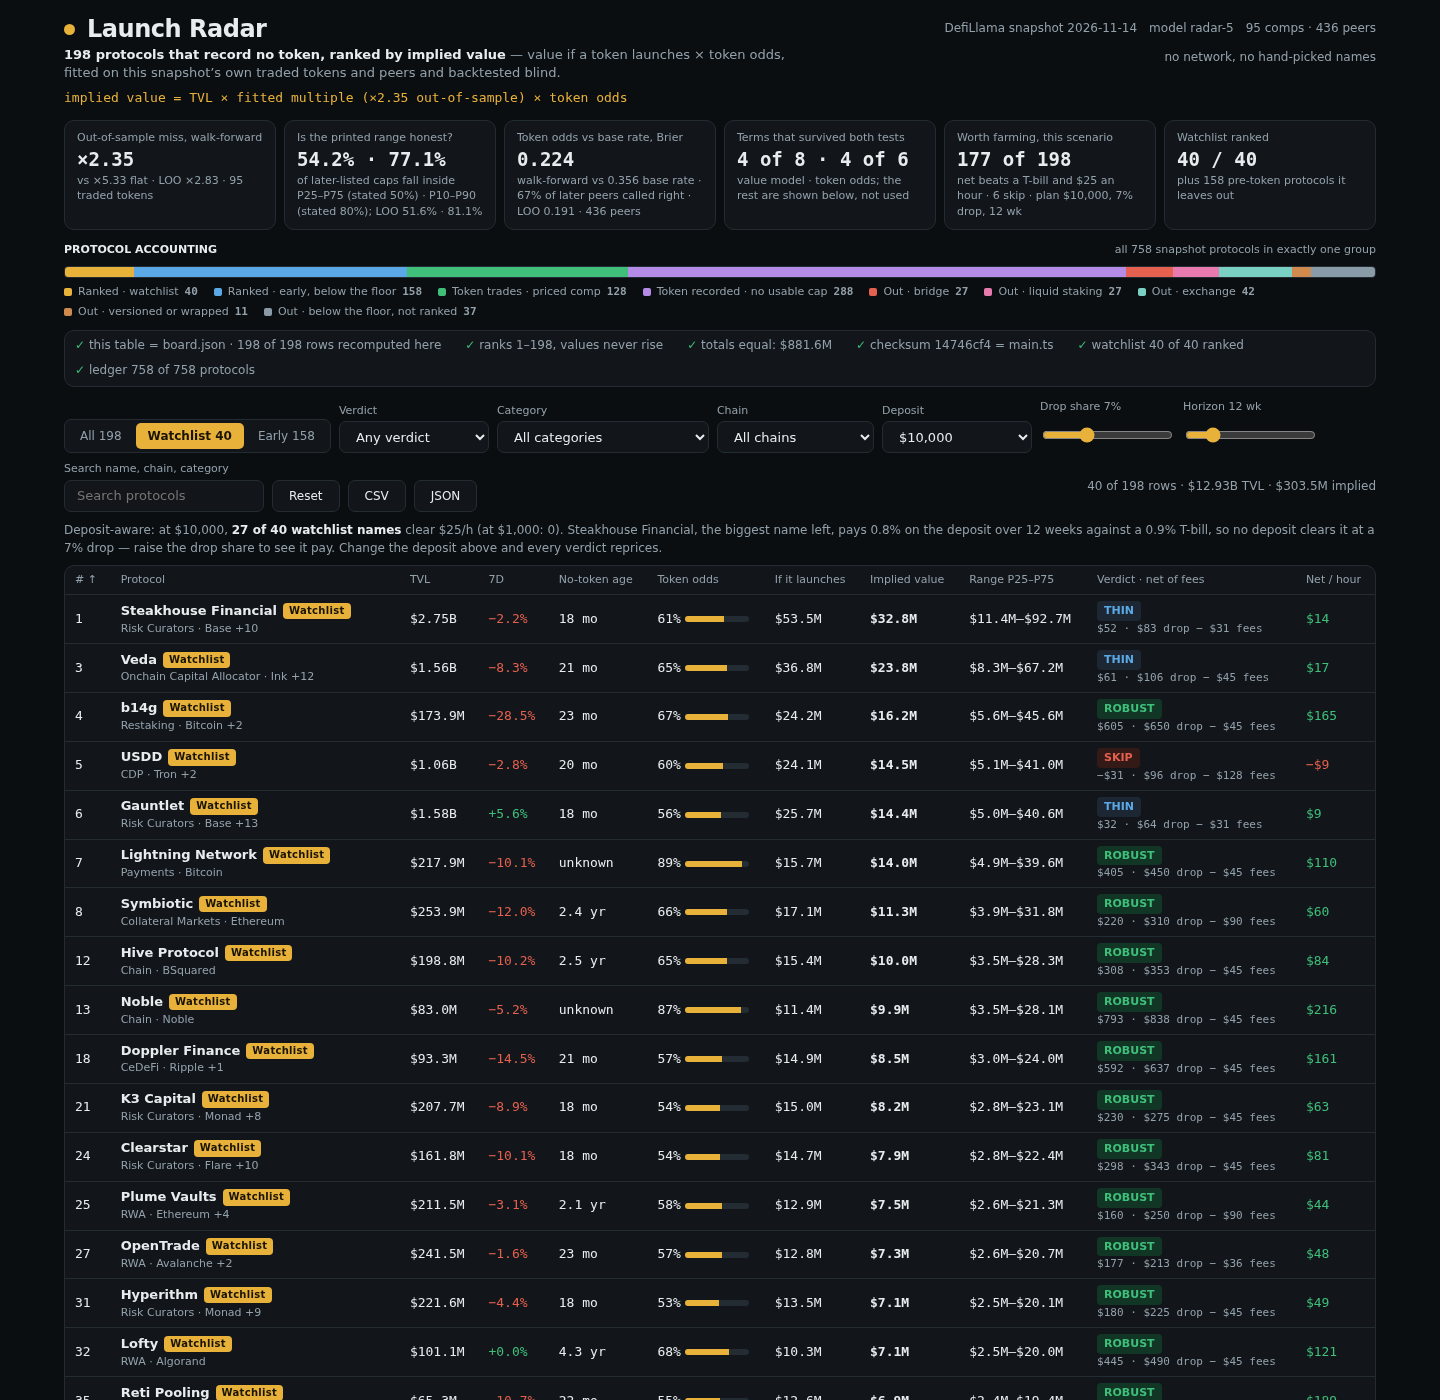 Launch Radar
DefiLlama snapshot 2026-11-14 model radar-5 95 comps · 436 peers
198 protocols that record no token, ranked by implied value — value if a token launches × token odds,
no network, no hand-picked names
fitted on this snapshot’s own traded tokens and peers and backtested blind.
implied value = TVL × fitted multiple (×2.35 out-of-sample) × token odds
Out-of-sample miss, walk-forward
×2.35
vs ×5.33 flat · LOO ×2.83 · 95
traded tokens
Is the printed range honest?
54.2% · 77.1%
of later-listed caps fall inside
P25–P75 (stated 50%) · P10–P90
(stated 80%); LOO 51.6% · 81.1%
Token odds vs base rate, Brier
0.224
walk-forward vs 0.356 base rate ·
67% of later peers called right ·
LOO 0.191 · 436 peers
Terms that survived both tests
4 of 8 · 4 of 6
value model · token odds; the
rest are shown below, not used
Worth farming, this scenario
177 of 198
net beats a T-bill and $25 an
hour · 6 skip · plan $10,000, 7%
drop, 12 wk
Watchlist ranked
40 / 40
plus 158 pre-token protocols it
leaves out
PROTOCOL ACCOUNTING
all 758 snapshot protocols in exactly one group
Ranked · watchlist 40 Ranked · early, below the floor 158 Token trades · priced comp 128 Token recorded · no usable cap 288 Out · bridge 27 Out · liquid staking 27 Out · exchange 42
Out · versioned or wrapped 11 Out · below the floor, not ranked 37
✓ this table = board.json · 198 of 198 rows recomputed here ✓ ranks 1–198, values never rise ✓ totals equal: $881.6M ✓ checksum 14746cf4 = main.ts ✓ watchlist 40 of 40 ranked
✓ ledger 758 of 758 protocols
Verdict Category Chain Deposit Drop share 7% Horizon 12 wk
All 198 Watchlist 40 Early 158 Any verdict All categories All chains $10,000
Search name, chain, category
Search protocols Reset CSV JSON
40 of 198 rows · $12.93B TVL · $303.5M implied
Deposit-aware: at $10,000, 27 of 40 watchlist names clear $25/h (at $1,000: 0). Steakhouse Financial, the biggest name left, pays 0.8% on the deposit over 12 weeks against a 0.9% T-bill, so no deposit clears it at a
7% drop — raise the drop share to see it pay. Change the deposit above and every verdict reprices.
# ↑ Protocol TVL 7D No-token age Token odds If it launches Implied value Range P25–P75 Verdict · net of fees Net / hour
1 Steakhouse Financial Watchlist $2.75B −2.2% 18 mo 61% $53.5M $32.8M $11.4M–$92.7M THIN $14
Risk Curators · Base +10 $52 · $83 drop − $31 fees
3 Veda Watchlist $1.56B −8.3% 21 mo 65% $36.8M $23.8M $8.3M–$67.2M THIN $17
Onchain Capital Allocator · Ink +12 $61 · $106 drop − $45 fees
4 b14g Watchlist $173.9M −28.5% 23 mo 67% $24.2M $16.2M $5.6M–$45.6M ROBUST $165
Restaking · Bitcoin +2 $605 · $650 drop − $45 fees
5 USDD Watchlist $1.06B −2.8% 20 mo 60% $24.1M $14.5M $5.1M–$41.0M SKIP −$9
CDP · Tron +2 −$31 · $96 drop − $128 fees
6 Gauntlet Watchlist $1.58B +5.6% 18 mo 56% $25.7M $14.4M $5.0M–$40.6M THIN $9
Risk Curators · Base +13 $32 · $64 drop − $31 fees
7 Lightning Network Watchlist $217.9M −10.1% unknown 89% $15.7M $14.0M $4.9M–$39.6M ROBUST $110
Payments · Bitcoin $405 · $450 drop − $45 fees
8 Symbiotic Watchlist $253.9M −12.0% 2.4 yr 66% $17.1M $11.3M $3.9M–$31.8M ROBUST $60
Collateral Markets · Ethereum $220 · $310 drop − $90 fees
12 Hive Protocol Watchlist $198.8M −10.2% 2.5 yr 65% $15.4M $10.0M $3.5M–$28.3M ROBUST $84
Chain · BSquared $308 · $353 drop − $45 fees
13 Noble Watchlist $83.0M −5.2% unknown 87% $11.4M $9.9M $3.5M–$28.1M ROBUST $216
Chain · Noble $793 · $838 drop − $45 fees
18 Doppler Finance Watchlist $93.3M −14.5% 21 mo 57% $14.9M $8.5M $3.0M–$24.0M ROBUST $161
CeDeFi · Ripple +1 $592 · $637 drop − $45 fees
21 K3 Capital Watchlist $207.7M −8.9% 18 mo 54% $15.0M $8.2M $2.8M–$23.1M ROBUST $63
Risk Curators · Monad +8 $230 · $275 drop − $45 fees
24 Clearstar Watchlist $161.8M −10.1% 18 mo 54% $14.7M $7.9M $2.8M–$22.4M ROBUST $81
Risk Curators · Flare +10 $298 · $343 drop − $45 fees
25 Plume Vaults Watchlist $211.5M −3.1% 2.1 yr 58% $12.9M $7.5M $2.6M–$21.3M ROBUST $44
RWA · Ethereum +4 $160 · $250 drop − $90 fees
27 OpenTrade Watchlist $241.5M −1.6% 23 mo 57% $12.8M $7.3M $2.6M–$20.7M ROBUST $48
RWA · Avalanche +2 $177 · $213 drop − $36 fees
31 Hyperithm Watchlist $221.6M −4.4% 18 mo 53% $13.5M $7.1M $2.5M–$20.1M ROBUST $49
Risk Curators · Monad +9 $180 · $225 drop − $45 fees
32 Lofty Watchlist $101.1M +0.0% 4.3 yr 68% $10.3M $7.1M $2.5M–$20.0M ROBUST $121
RWA · Algorand $445 · $490 drop − $45 fees
Reti Pooling Watchlist ROBUST